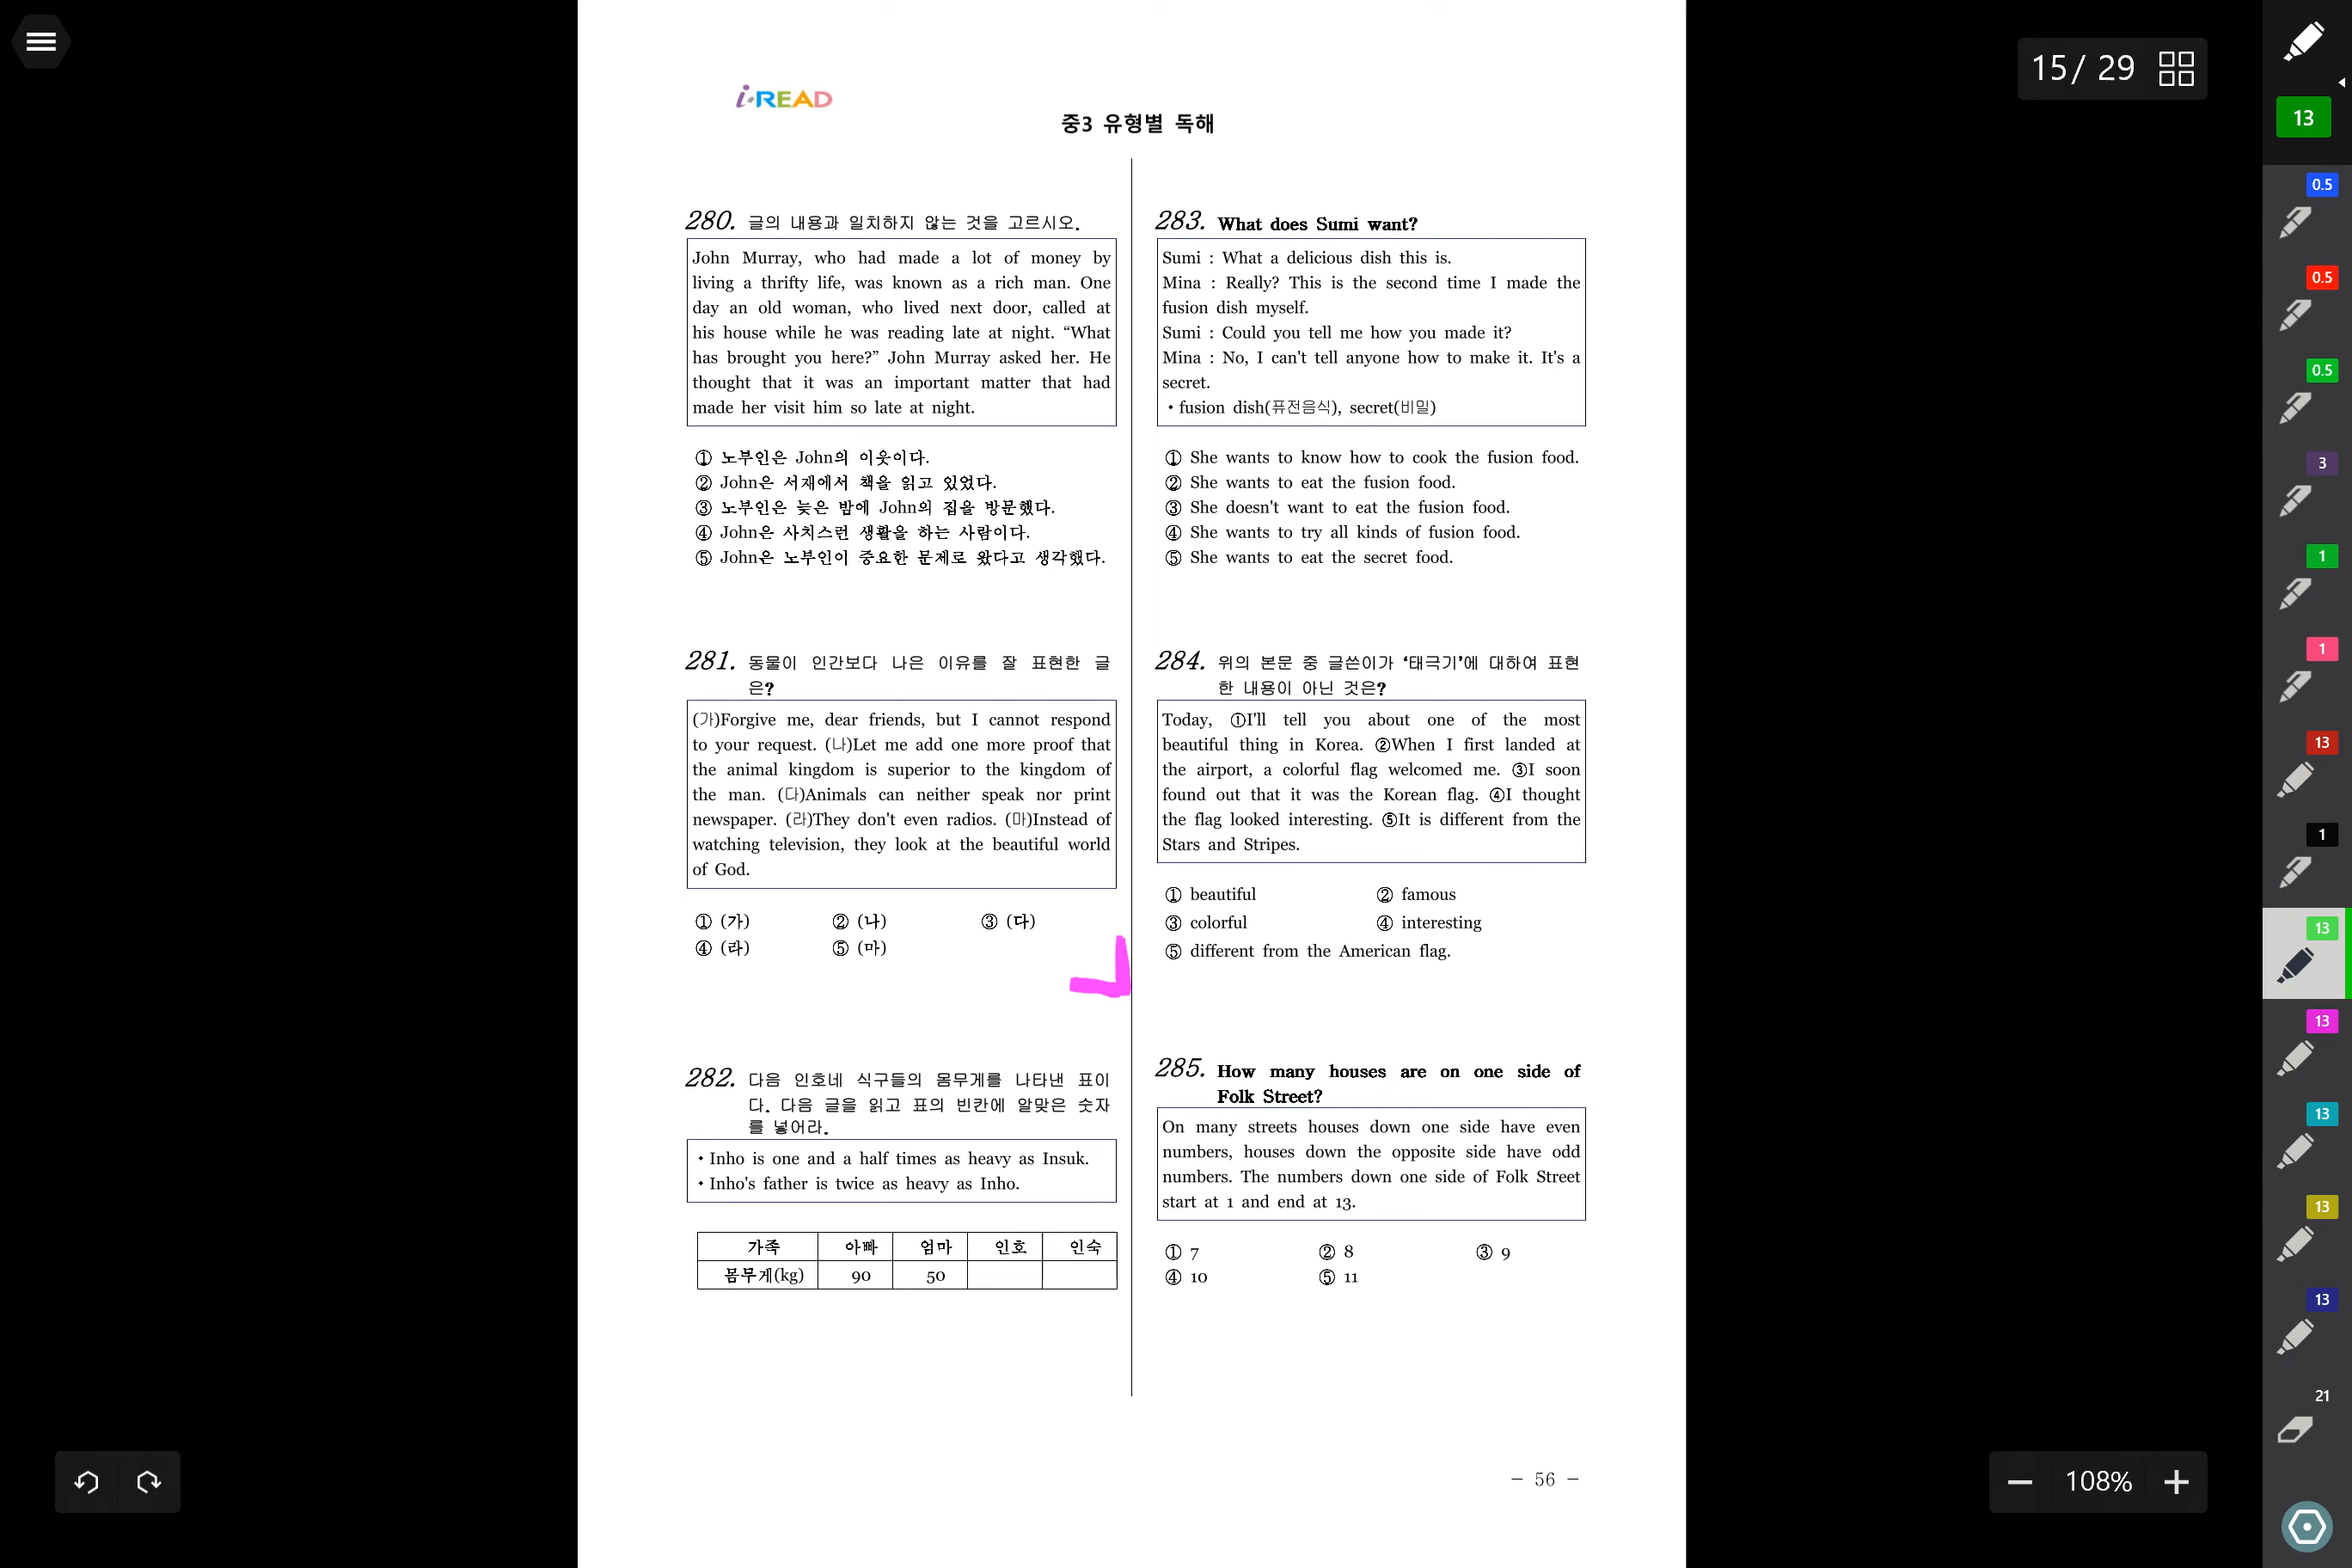 15/ 29
i-READ
중3 유형별 독해
280. 글의 내용과 일치하지 않는 것을 고르시오.
John Murray, who had made a lot of money by
living a thrifty life, was known as a rich man. One
day an old woman, who lived next door, called at
his house while he was reading late at night. “What
has brought you here?” John Murray asked her. He
thought that it was an important matter that had
made her visit him so late at night.
① 노부인은 John의 이웃이다.
② John은 서재에서 책을 읽고 있었다.
③ 노부인은 늦은 밤에 John의 집을 방문했다.
④ John은 사치스런 생활을 하는 사람이다.
⑤ John은 노부인이 중요한 문제로 왔다고 생각했다.
281. 동물이 인간보다 나은 이유를 잘 표현한 글
은?
(가)Forgive me, dear friends, but I cannot respond
to your request. (나)Let me add one more proof that
the animal kingdom is superior to the kingdom of
the man. (다)Animals can neither speak nor print
newspaper. (라)They don't even radios. (마)Instead of
watching television, they look at the beautiful world
of God.
① (가) ② (나) ③ (다)
④ (라) ⑤ (마)
282. 다음 인호네 식구들의 몸무게를 나타낸 표이
다. 다음 글을 읽고 표의 빈칸에 알맞은 숫자
를 넣어라.
・Inho is one and a half times as heavy as Insuk.
・Inho's father is twice as heavy as Inho.
가족 아빠 엄마 인호 인숙
몸무게(kg) 90 50
283. What does Sumi want?
Sumi : What a delicious dish this is.
Mina : Really? This is the second time I made the
fusion dish myself.
Sumi : Could you tell me how you made it?
Mina : No, I can't tell anyone how to make it. It's a
secret.
・fusion dish(퓨전음식), secret(비밀)
① She wants to know how to cook the fusion food.
② She wants to eat the fusion food.
③ She doesn't want to eat the fusion food.
④ She wants to try all kinds of fusion food.
⑤ She wants to eat the secret food.
284. 위의 본문 중 글쓴이가 ‘태극기’에 대하여 표현
한 내용이 아닌 것은?
Today, ①I'll tell you about one of the most
beautiful thing in Korea. ②When I first landed at
the airport, a colorful flag welcomed me. ③I soon
found out that it was the Korean flag. ④I thought
the flag looked interesting. ⑤It is different from the
Stars and Stripes.
① beautiful ② famous
③ colorful ④ interesting
⑤ different from the American flag.
285. How many houses are on one side of
Folk Street?
On many streets houses down one side have even
numbers, houses down the opposite side have odd
numbers. The numbers down one side of Folk Street
start at 1 and end at 13.
① 7 ② 8 ③ 9
④ 10 ⑤ 11
- 56 -
108%
13
0.5
0.5
0.5
3
1
1
13
1
13
13
13
13
13
21